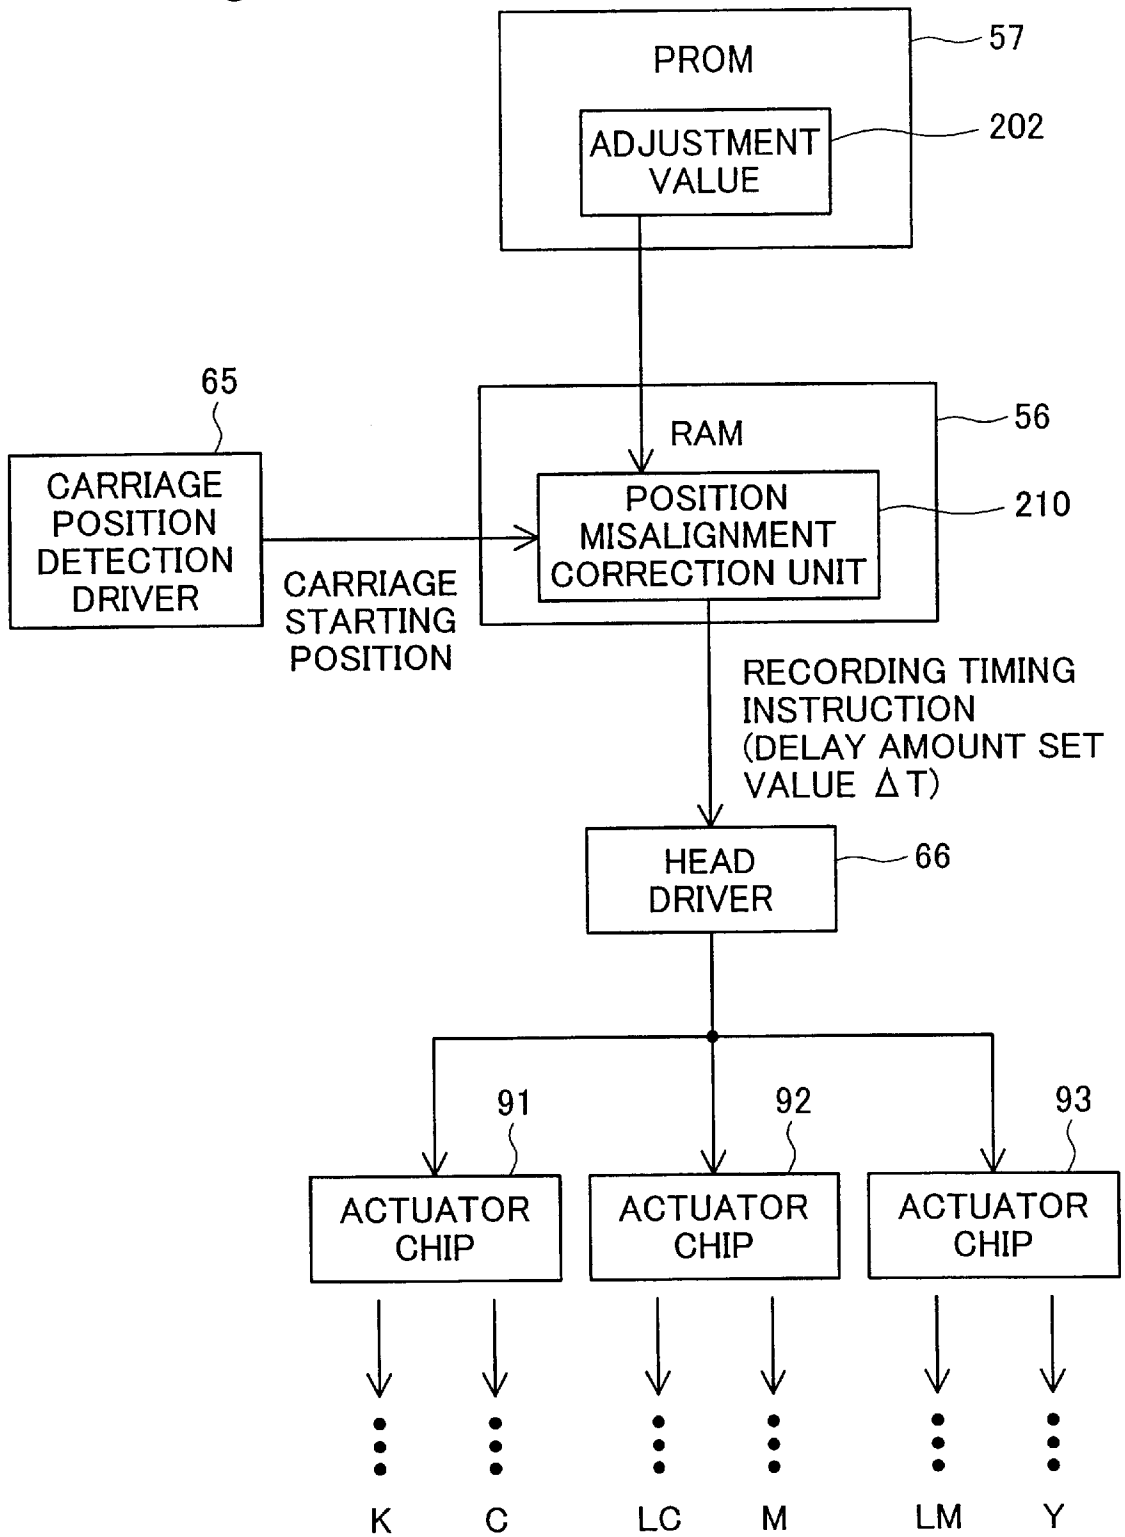 57
PROM
202
ADJUSTMENT
VALUE
65
56
RAM
CARRIAGE
POSITION
DETECTION
DRIVER
210
POSITION
MISALIGNMENT
CORRECTION UNIT
CARRIAGE
STARTING
POSITION
RECORDING TIMING
INSTRUCTION
(DELAY AMOUNT SET
VALUE ΔT)
66
HEAD
DRIVER
91
92
93
ACTUATOR
CHIP
ACTUATOR
CHIP
ACTUATOR
CHIP
K
C
LC
M
LM
Y